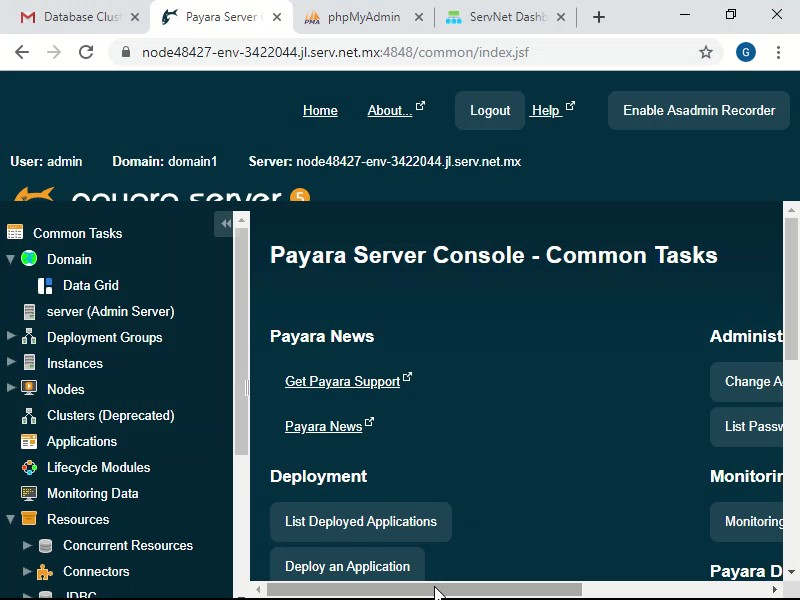 Database Clust
Payara Server
phpMyAdmin
ServNet Dashb
node48427-env-3422044.jl.serv.net.mx:4848/common/index.jsf
G
Home
About...
Logout
Help
Enable Asadmin Recorder
User: admin
Domain: domain1
Server: node48427-env-3422044.jl.serv.net.mx
payara server 5
Common Tasks
Domain
Data Grid
server (Admin Server)
Deployment Groups
Instances
Nodes
Clusters (Deprecated)
Applications
Lifecycle Modules
Monitoring Data
Resources
Concurrent Resources
Connectors
JDBC
Payara Server Console - Common Tasks
Payara News
Get Payara Support
Payara News
Deployment
List Deployed Applications
Deploy an Application
Administ
Change A
List Passw
Monitorin
Monitoring
Payara D